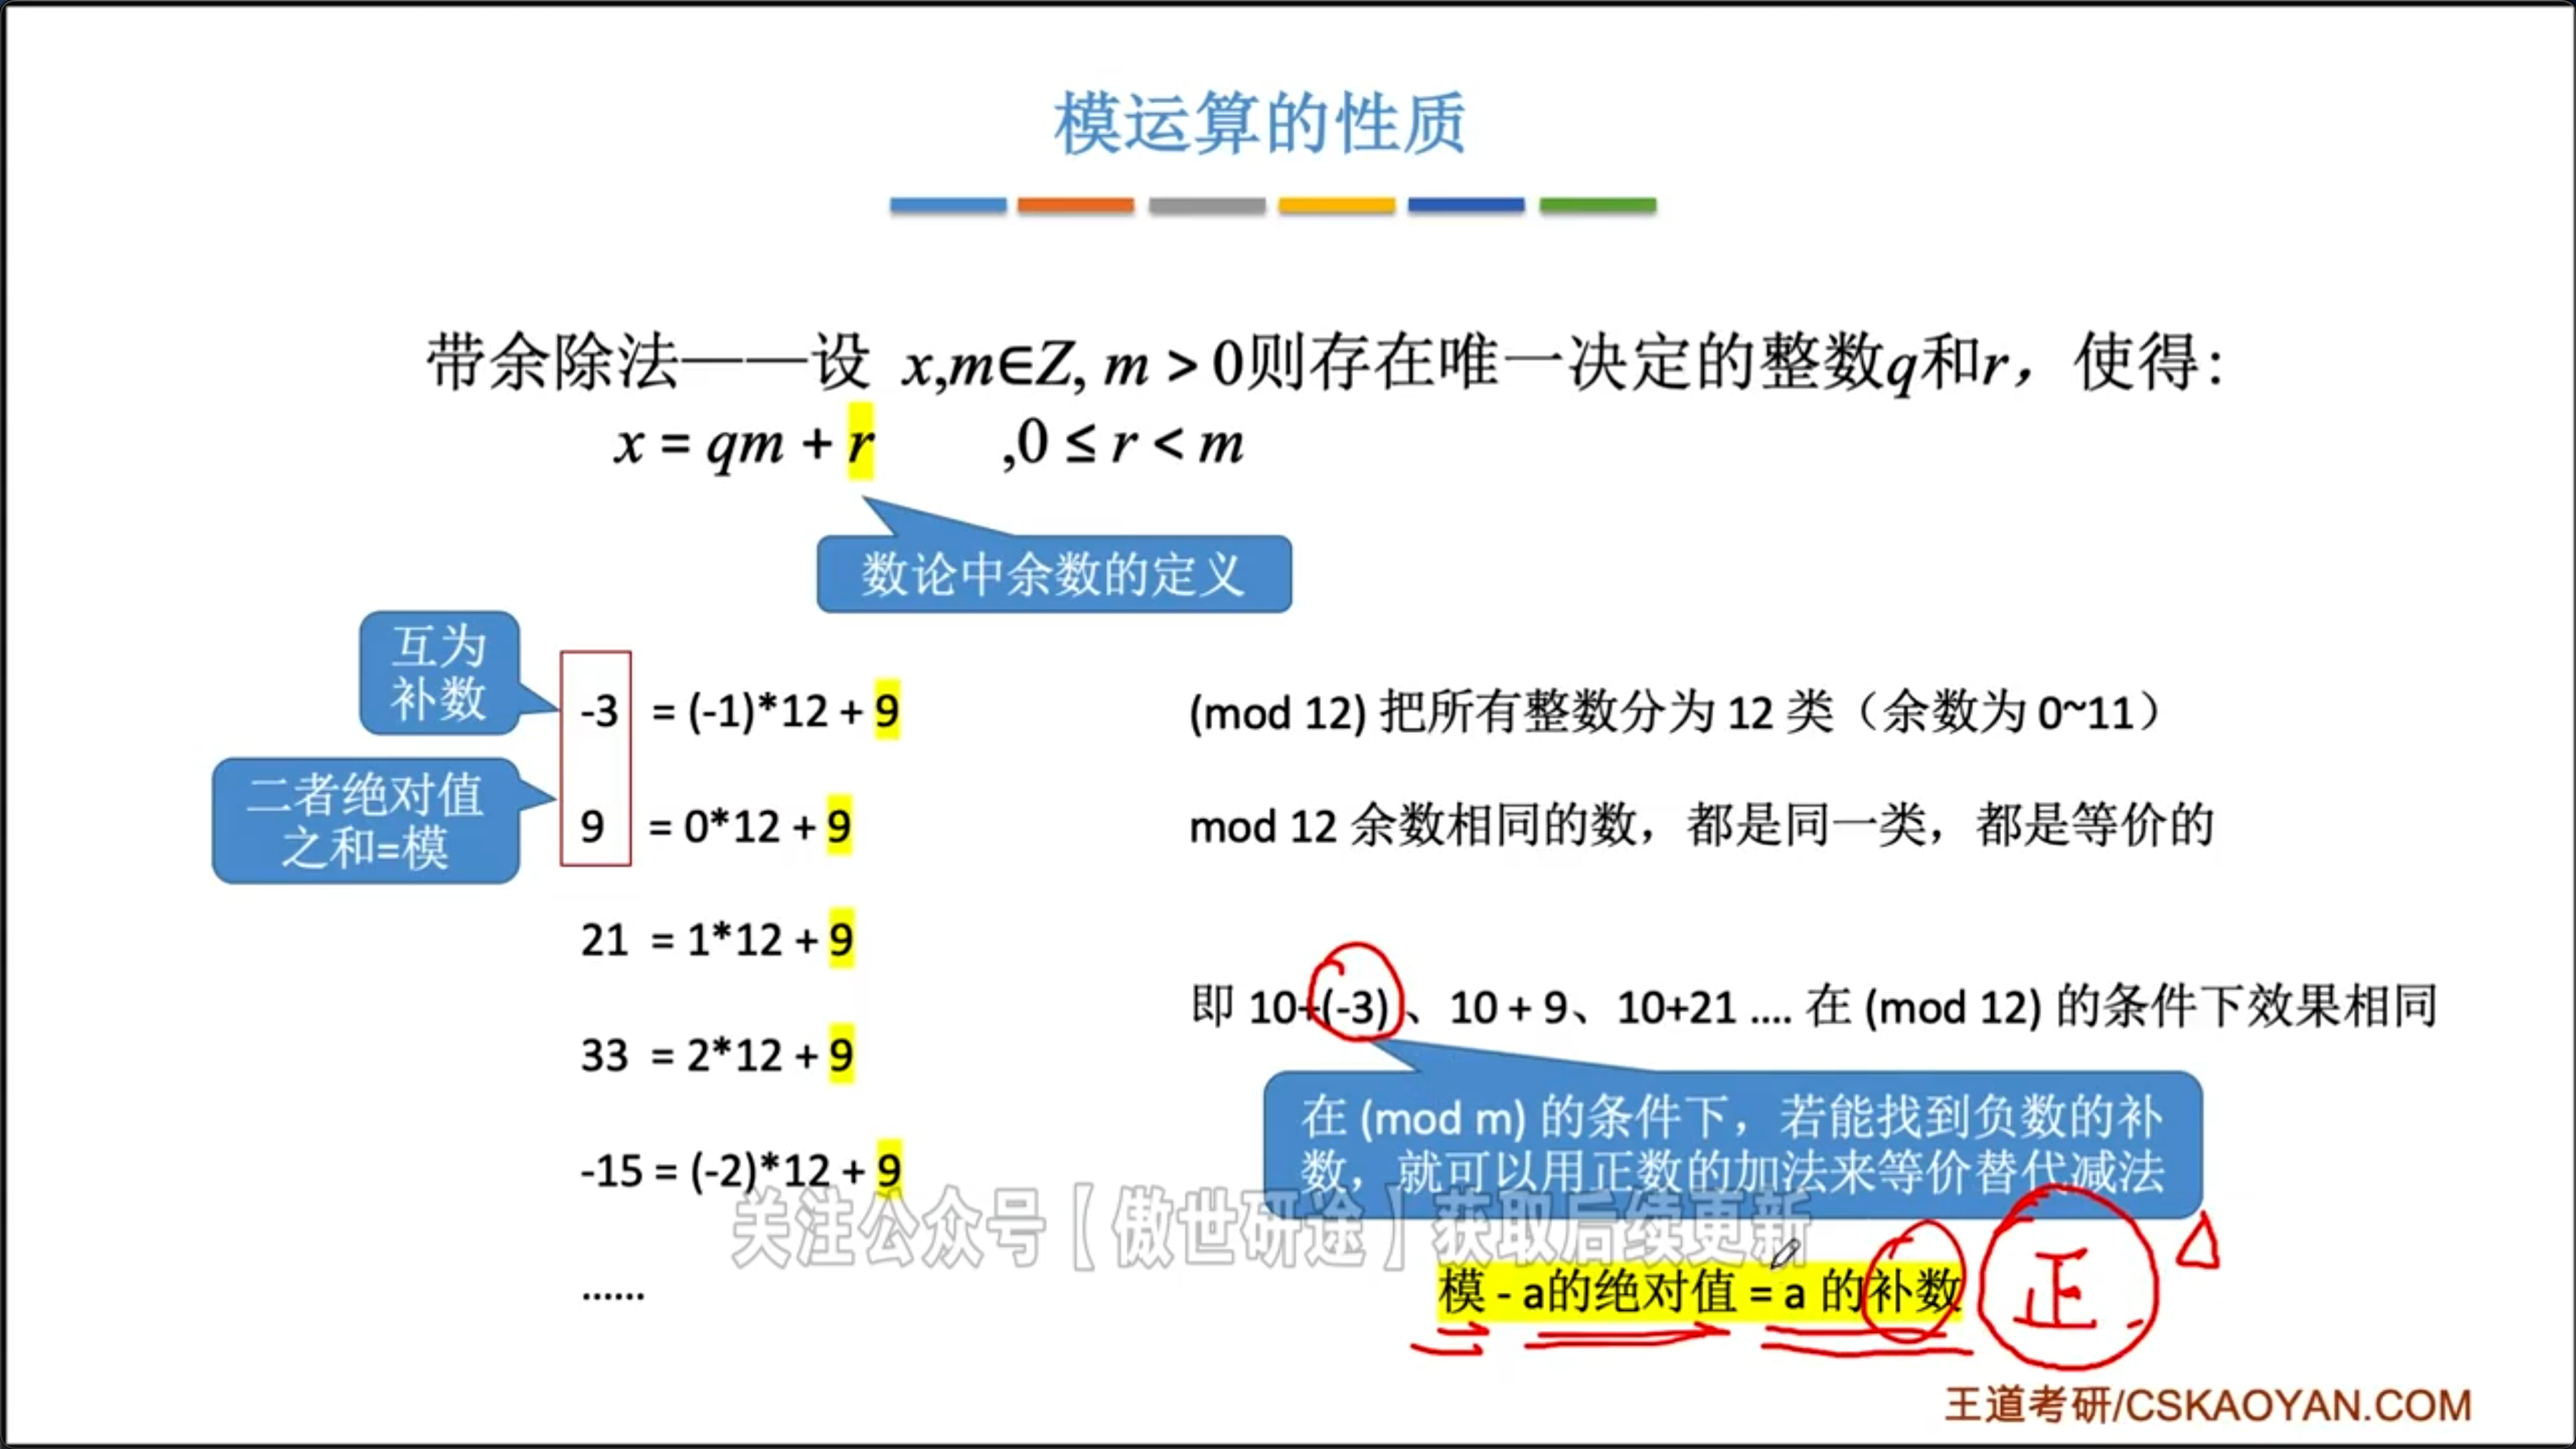 模运算的性质
带余除法——设 x,m∈Z, m > 0则存在唯一决定的整数q和r，使得：
x = qm + r ,0 ≤ r < m
数论中余数的定义
互为
补数
二者绝对值
之和=模
-3 = (-1)*12 + 9
9 = 0*12 + 9
21 = 1*12 + 9
33 = 2*12 + 9
-15 = (-2)*12 + 9
......
(mod 12) 把所有整数分为 12 类（余数为 0~11）
mod 12 余数相同的数，都是同一类，都是等价的
即 10+(-3)、10 + 9、10+21 .... 在 (mod 12) 的条件下效果相同
在 (mod m) 的条件下，若能找到负数的补
数，就可以用正数的加法来等价替代减法
关注公众号【傲世研途】获取后续更新
模 - a的绝对值 = a 的补数
正
王道考研/CSKAOYAN.COM